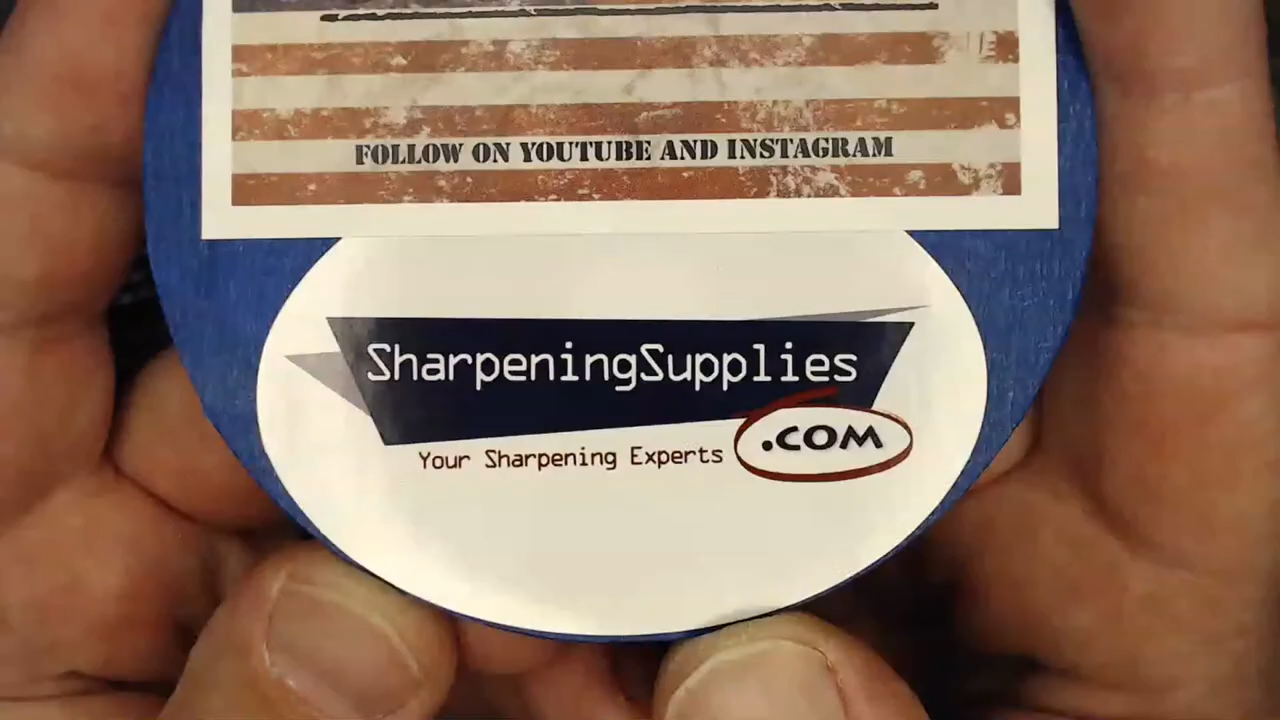 FOLLOW ON YOUTUBE AND INSTAGRAM
SharpeningSupplies
.COM
Your Sharpening Experts